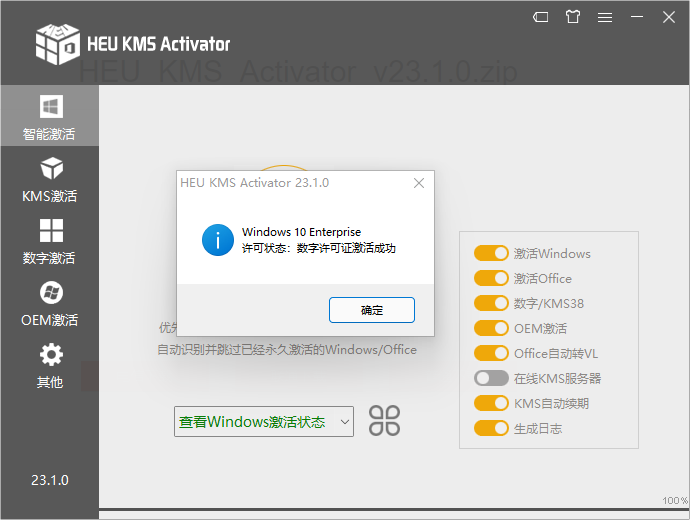 HEU KMS Activator
HEU_KMS_Activator_v23.1.0.zip
智能激活
KMS激活
数字激活
OEM激活
其他
23.1.0
HEU KMS Activator 23.1.0
Windows 10 Enterprise
许可状态：数字许可证激活成功
确定
优先
自动识别并跳过已经永久激活的Windows/Office
查看Windows激活状态
激活Windows
激活Office
数字/KMS38
OEM激活
Office自动转VL
在线KMS服务器
KMS自动续期
生成日志
100%